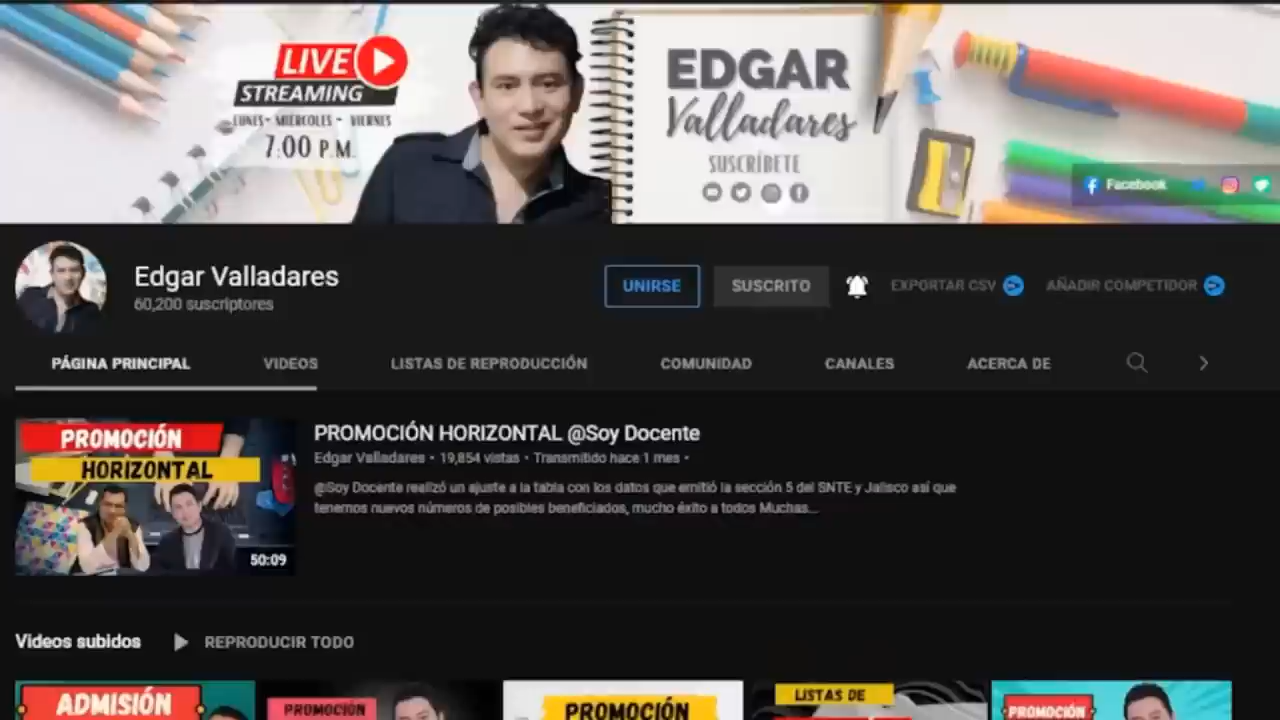 LIVE
STREAMING
LUNES - MIÉRCOLES - VIERNES
7.00 P.M.
EDGAR
Valladares
SUSCRÍBETE
Facebook
Edgar Valladares
60,200 suscriptores
UNIRSE
SUSCRITO
EXPORTAR CSV
AÑADIR COMPETIDOR
PÁGINA PRINCIPAL
VIDEOS
LISTAS DE REPRODUCCIÓN
COMUNIDAD
CANALES
ACERCA DE
PROMOCIÓN
HORIZONTAL
50:09
PROMOCIÓN HORIZONTAL @Soy Docente
Edgar Valladares • 19,854 vistas • Transmitido hace 1 mes •
@Soy Docente realizó un ajuste a la tabla con los datos que emitió la sección 5 del SNTE y Jalisco así que
tenemos nuevos números de posibles beneficiados, mucho éxito a todos Muchas...
Videos subidos
REPRODUCIR TODO
ADMISIÓN
PROMOCIÓN
PROMOCIÓN
LISTAS DE
PROMOCIÓN